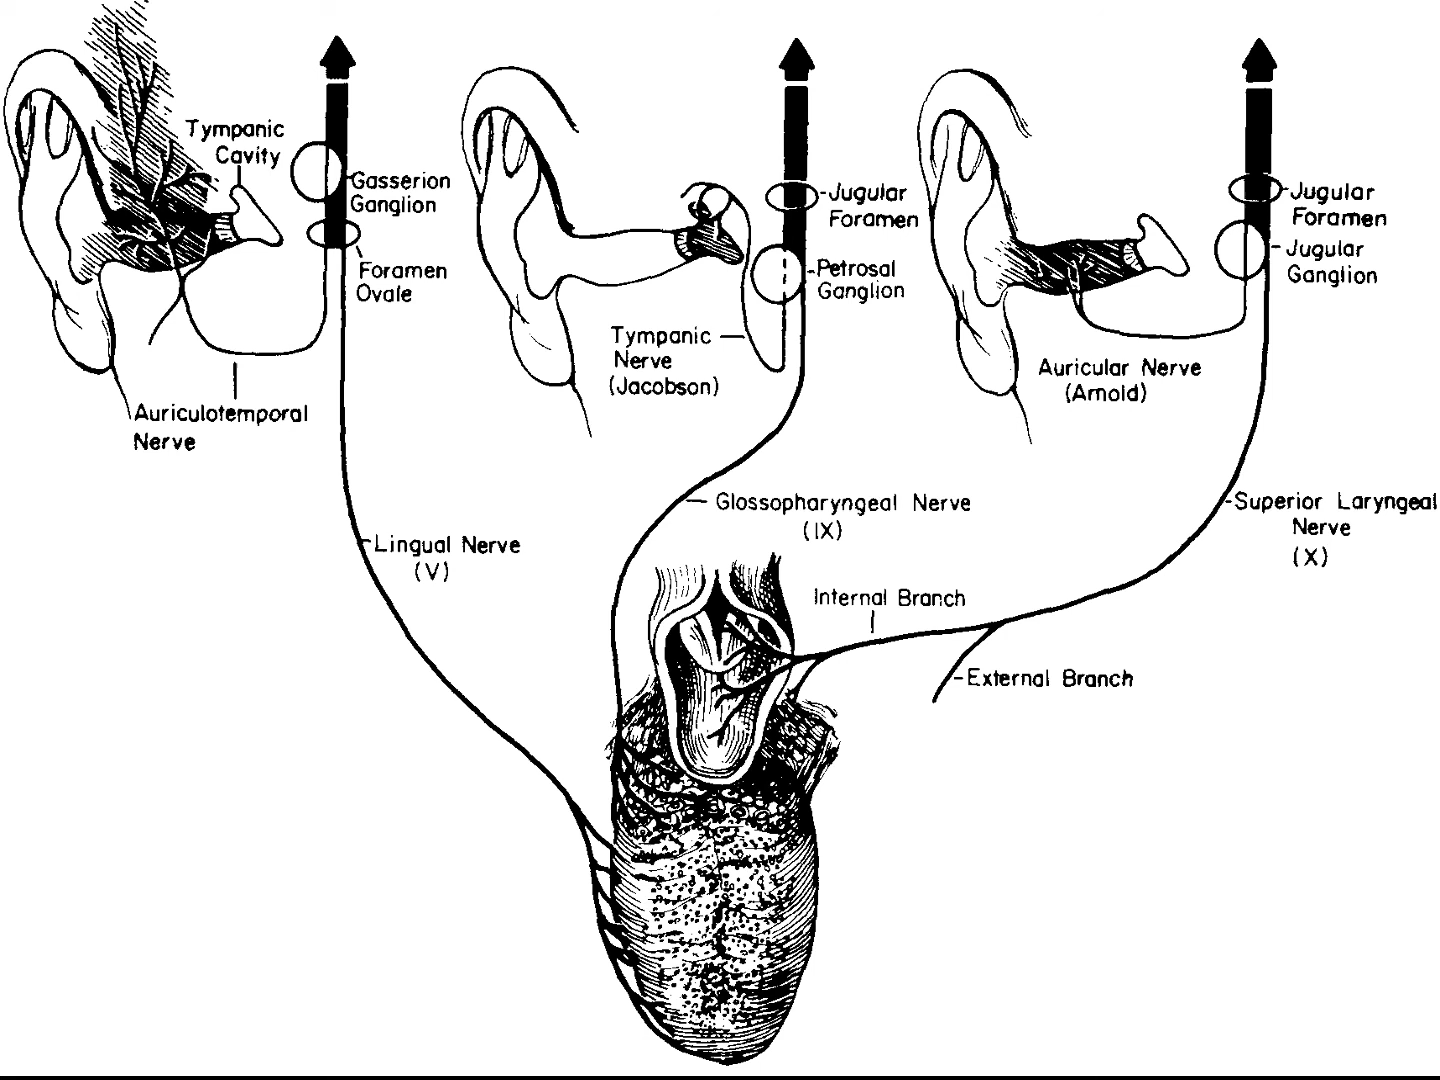 Tympanic
Cavity
Gasserion
Ganglion
Foramen
Ovale
Auriculotemporal
Nerve
Jugular
Foramen
Petrosal
Ganglion
Tympanic
Nerve
(Jacobson)
Jugular
Foramen
Jugular
Ganglion
Auricular Nerve
(Arnold)
Lingual Nerve
(V)
Glossopharyngeal Nerve
(IX)
Superior Laryngeal
Nerve
(X)
Internal Branch
External Branch